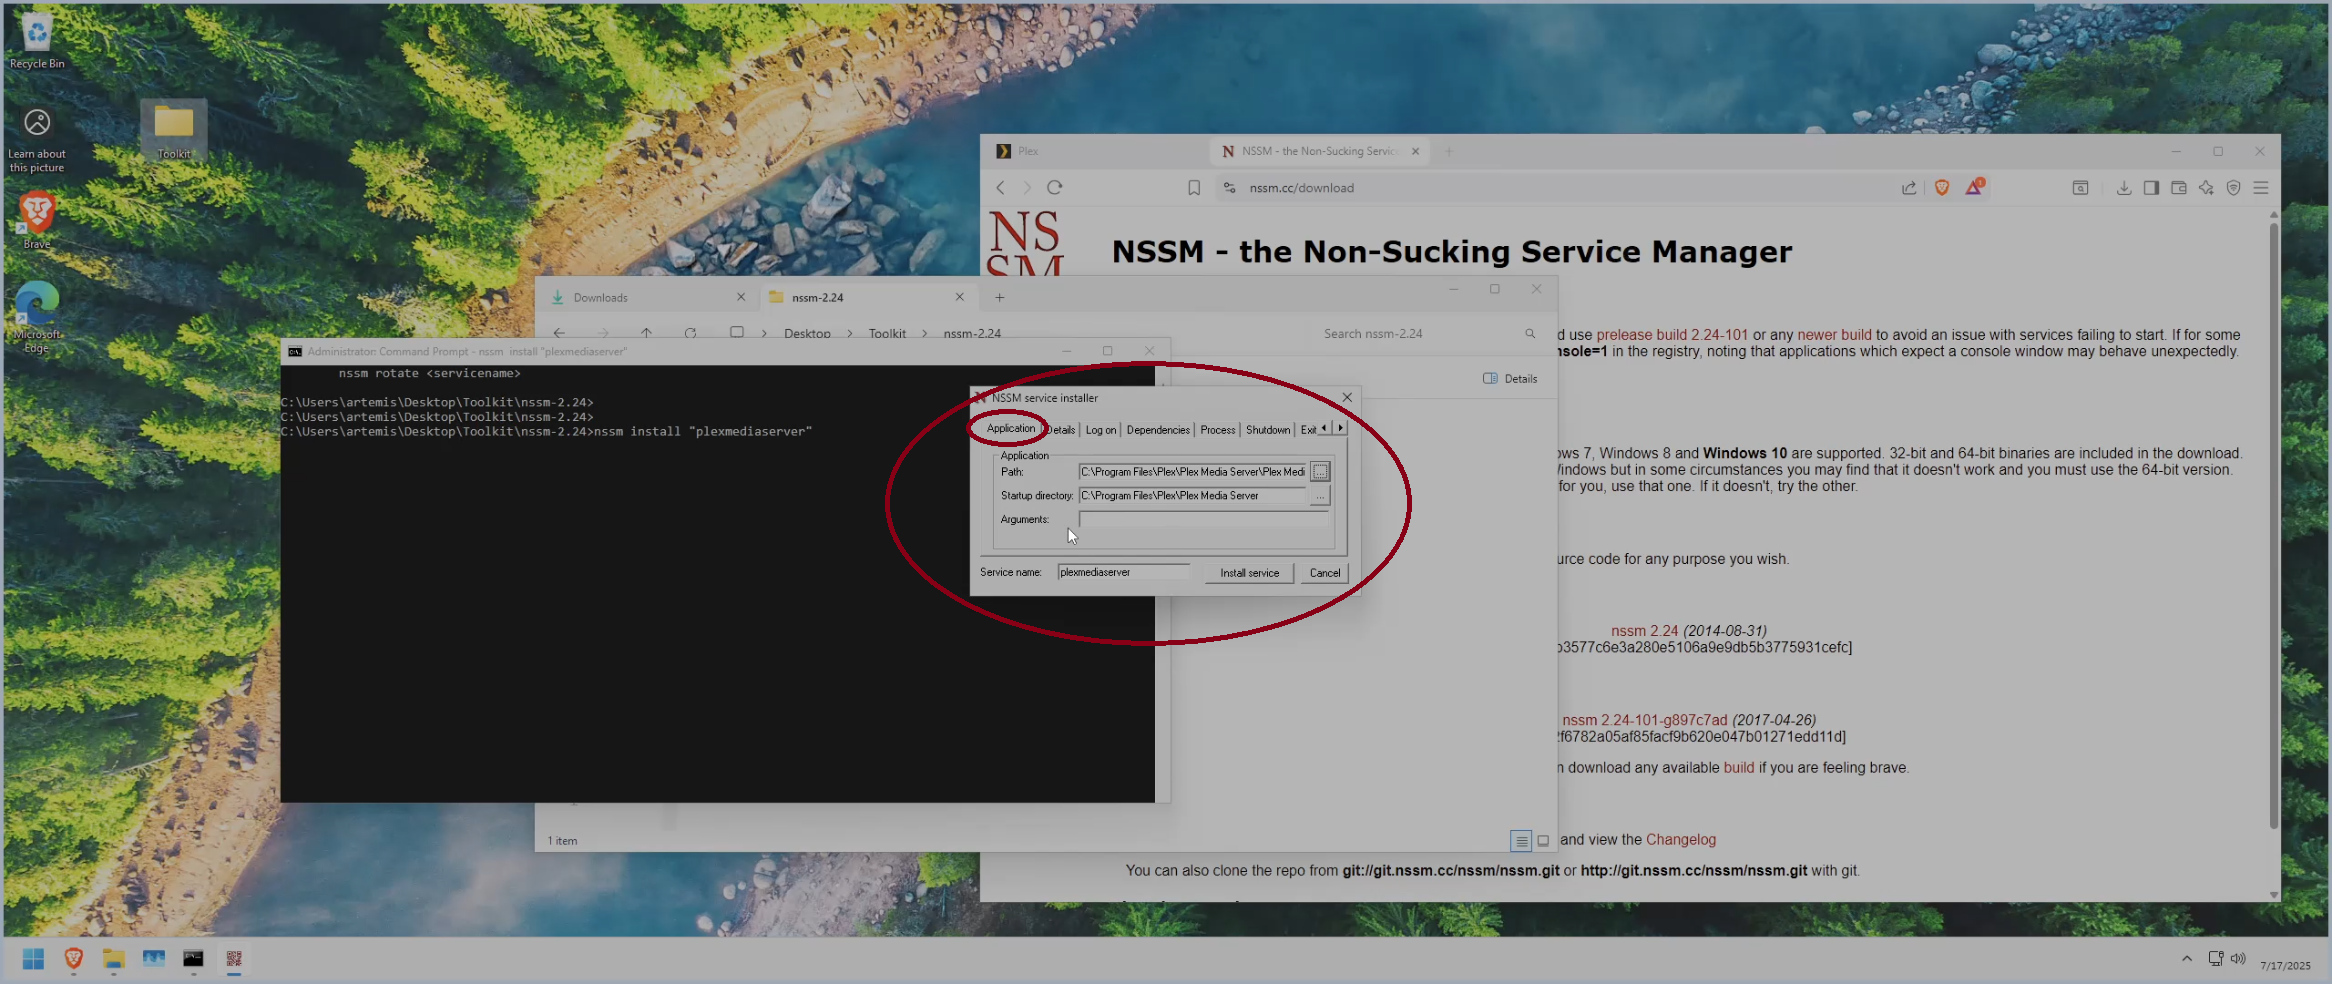 Recycle Bin
Learn about
this picture
Toolkit
Brave
Microsoft
Edge
Plex
NSSM - the Non-Sucking Servic
nssm.cc/download
NS
SM
NSSM - the Non-Sucking Service Manager
d use prelease build 2.24-101 or any newer build to avoid an issue with services failing to start. If for some
nsole=1 in the registry, noting that applications which expect a console window may behave unexpectedly.
ows 7, Windows 8 and Windows 10 are supported. 32-bit and 64-bit binaries are included in the download.
Windows but in some circumstances you may find that it doesn't work and you must use the 64-bit version.
for you, use that one. If it doesn't, try the other.
urce code for any purpose you wish.
nssm 2.24 (2014-08-31)
b3577c6e3a280e5106a9e9db5b3775931cefc]
nssm 2.24-101-g897c7ad (2017-04-26)
2f6782a05af85facf9b620e047b01271edd11d]
n download any available build if you are feeling brave.
and view the Changelog
You can also clone the repo from git://git.nssm.cc/nssm/nssm.git or http://git.nssm.cc/nssm/nssm.git with git.
Downloads
nssm-2.24
Desktop > Toolkit > nssm-2.24
Search nssm-2.24
Details
1 item
Administrator: Command Prompt - nssm install "plexmediaserver"
nssm rotate <servicename>
C:\Users\artemis\Desktop\Toolkit\nssm-2.24>
C:\Users\artemis\Desktop\Toolkit\nssm-2.24>
C:\Users\artemis\Desktop\Toolkit\nssm-2.24>nssm install "plexmediaserver"
NSSM service installer
Application Details Log on Dependencies Process Shutdown Exit
Application
Path: C:\Program Files\Plex\Plex Media Server\Plex Medi
Startup directory: C:\Program Files\Plex\Plex Media Server ...
Arguments:
Service name: plexmediaserver Install service Cancel
7/17/2025